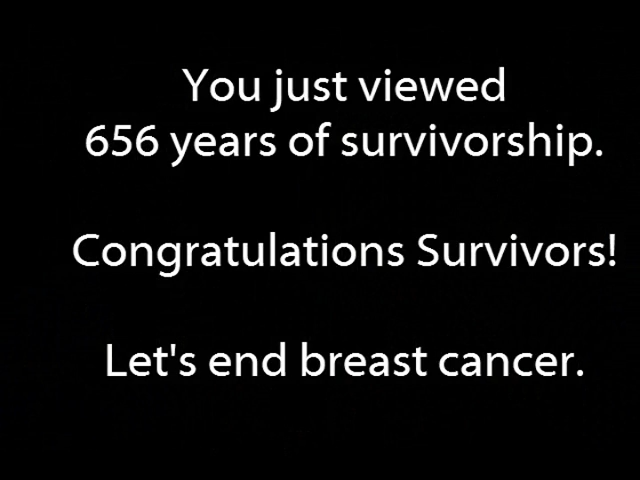 You just viewed
656 years of survivorship.
Congratulations Survivors!
Let's end breast cancer.